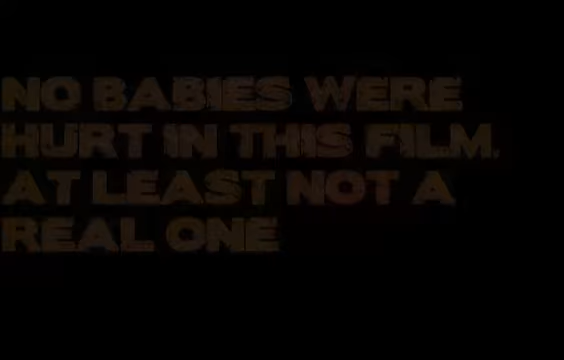 NO BABIES WERE
HURT IN THIS FILM.
AT LEAST NOT A
REAL ONE